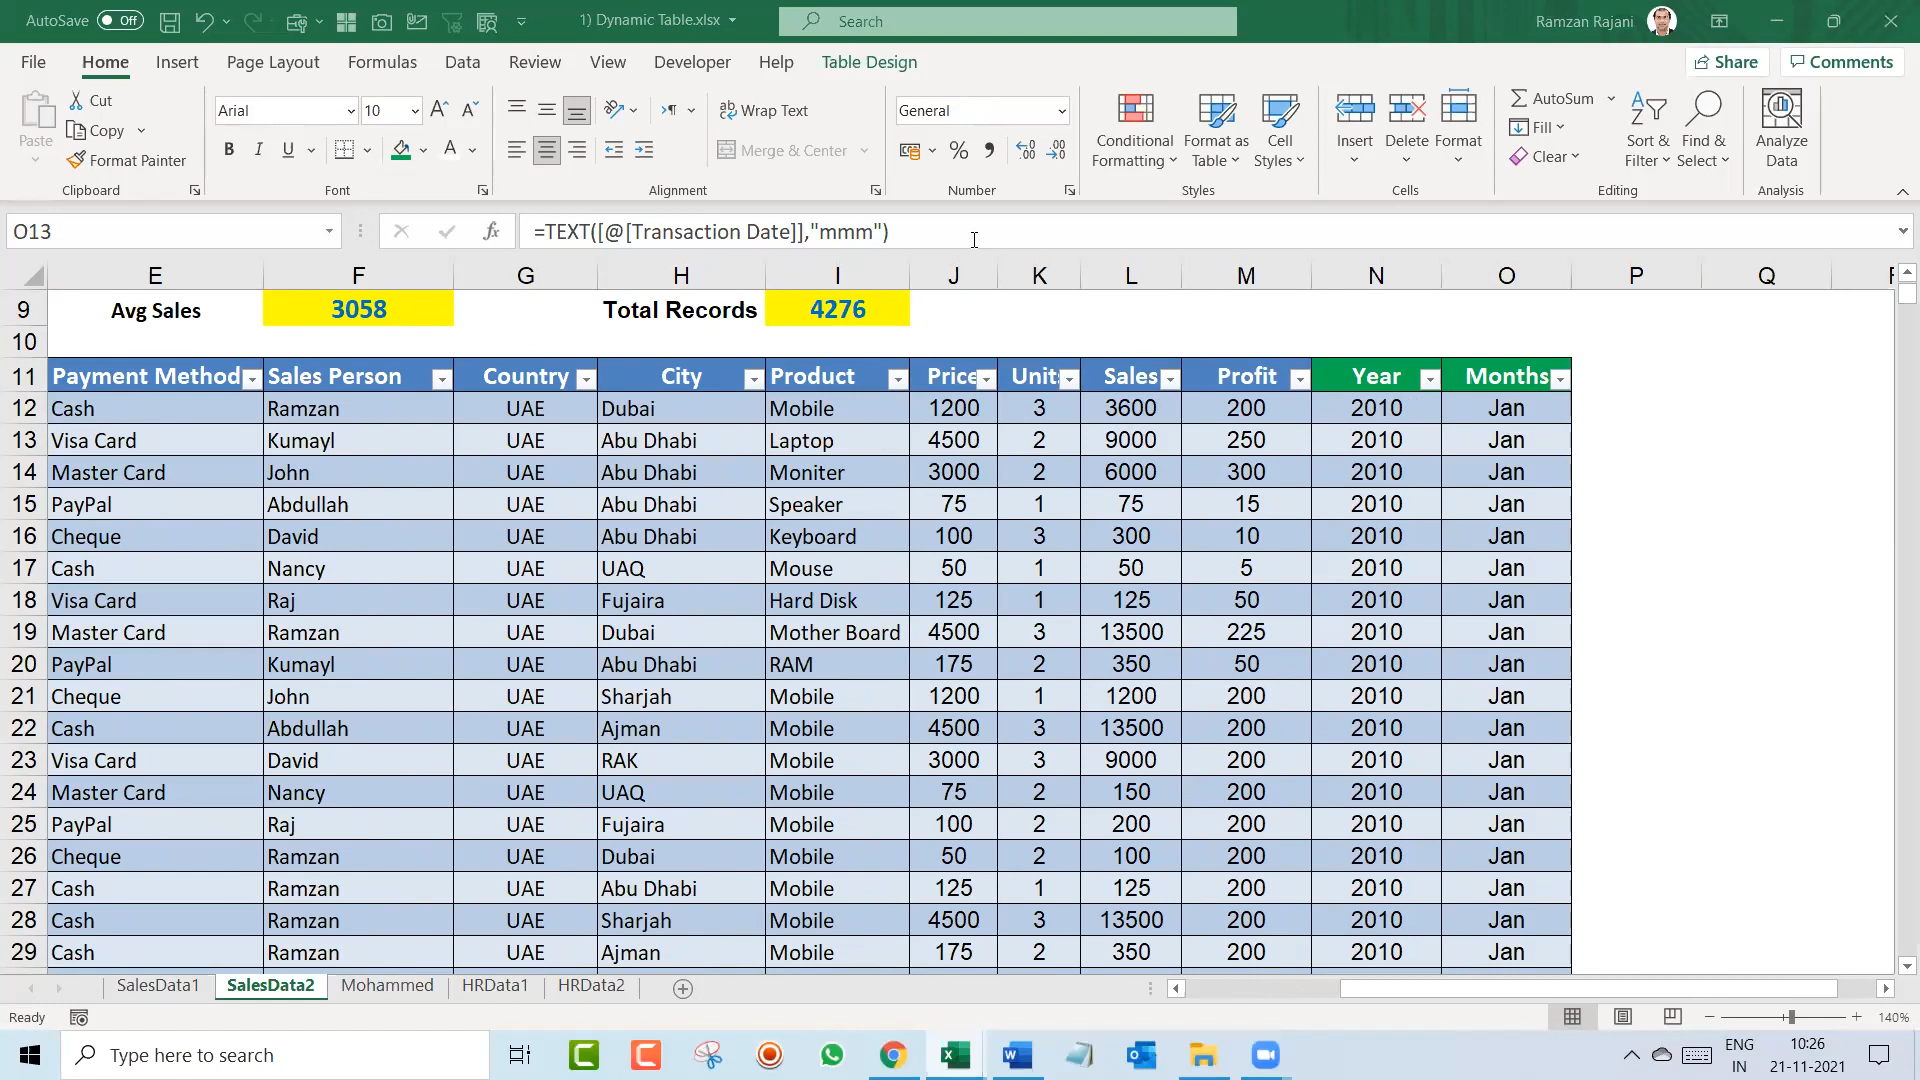 AutoSave Off 1) Dynamic Table.xlsx Search Ramzan Rajani
File Home Insert Page Layout Formulas Data Review View Developer Help Table Design Share Comments
Paste Cut Copy Format Painter Clipboard
Arial 10 Font
Wrap Text Merge & Center Alignment
General Number
Conditional Formatting Format as Table Cell Styles Styles
Insert Delete Format Cells
AutoSum Fill Clear Sort & Filter Find & Select Editing
Analyze Data Analysis
O13 fx =TEXT([@[Transaction Date]],"mmm")
E F G H I J K L M N O P Q
9 Avg Sales 3058 Total Records 4276
10
11 Payment Method Sales Person Country City Product Price Unit Sales Profit Year Months
12 Cash Ramzan UAE Dubai Mobile 1200 3 3600 200 2010 Jan
13 Visa Card Kumayl UAE Abu Dhabi Laptop 4500 2 9000 250 2010 Jan
14 Master Card John UAE Abu Dhabi Moniter 3000 2 6000 300 2010 Jan
15 PayPal Abdullah UAE Abu Dhabi Speaker 75 1 75 15 2010 Jan
16 Cheque David UAE Abu Dhabi Keyboard 100 3 300 10 2010 Jan
17 Cash Nancy UAE UAQ Mouse 50 1 50 5 2010 Jan
18 Visa Card Raj UAE Fujaira Hard Disk 125 1 125 50 2010 Jan
19 Master Card Ramzan UAE Dubai Mother Board 4500 3 13500 225 2010 Jan
20 PayPal Kumayl UAE Abu Dhabi RAM 175 2 350 50 2010 Jan
21 Cheque John UAE Sharjah Mobile 1200 1 1200 200 2010 Jan
22 Cash Abdullah UAE Ajman Mobile 4500 3 13500 200 2010 Jan
23 Visa Card David UAE RAK Mobile 3000 3 9000 200 2010 Jan
24 Master Card Nancy UAE UAQ Mobile 75 2 150 200 2010 Jan
25 PayPal Raj UAE Fujaira Mobile 100 2 200 200 2010 Jan
26 Cheque Ramzan UAE Dubai Mobile 50 2 100 200 2010 Jan
27 Cash Ramzan UAE Abu Dhabi Mobile 125 1 125 200 2010 Jan
28 Cash Ramzan UAE Sharjah Mobile 4500 3 13500 200 2010 Jan
29 Cash Ramzan UAE Ajman Mobile 175 2 350 200 2010 Jan
SalesData1 SalesData2 Mohammed HRData1 HRData2
Ready 140%
Type here to search ENG IN 10:26 21-11-2021